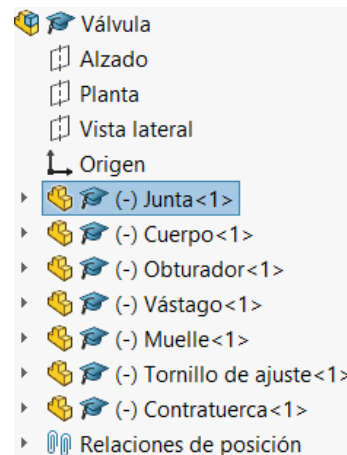 Válvula
Alzado
Planta
Vista lateral
Origen
(-) Junta<1>
(-) Cuerpo<1>
(-) Obturador<1>
(-) Vástago<1>
(-) Muelle<1>
(-) Tornillo de ajuste<1>
(-) Contratuerca<1>
Relaciones de posición